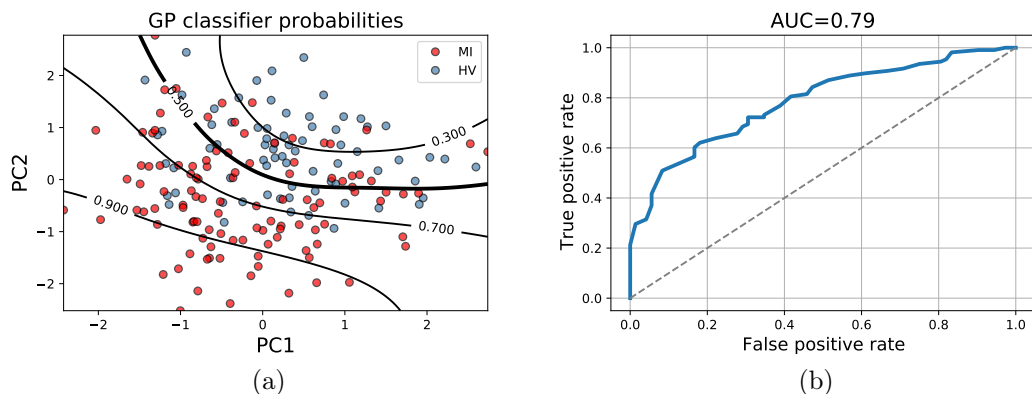 GP classifier probabilities
MI
HV
0.500
0.300
0.900
0.700
2
1
0
−1
−2
PC2
−2
−1
0
1
2
PC1
(a)
AUC=0.79
1.0
0.8
0.6
0.4
0.2
0.0
True positive rate
0.0
0.2
0.4
0.6
0.8
1.0
False positive rate
(b)